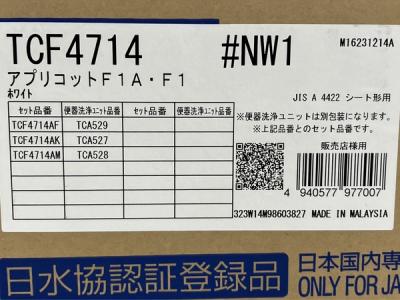 TCF4714 #NW1 M16231214A
アプリコットF1A・F1
ホワイト
JIS A 4422 シート形用
※便器洗浄ユニットは別包装になります。
※上記品番とのセット品番です。
販売店様用
セット品番 便器洗浄ユニット品番 セット品番 便器洗浄ユニット品番
TCF4714AF TCA529
TCF4714AK TCA527
TCF4714AM TCA528
4 940577 977007
323W14M98603827 MADE IN MALAYSIA
日水協認証登録品
日本国内専
ONLY FOR JA